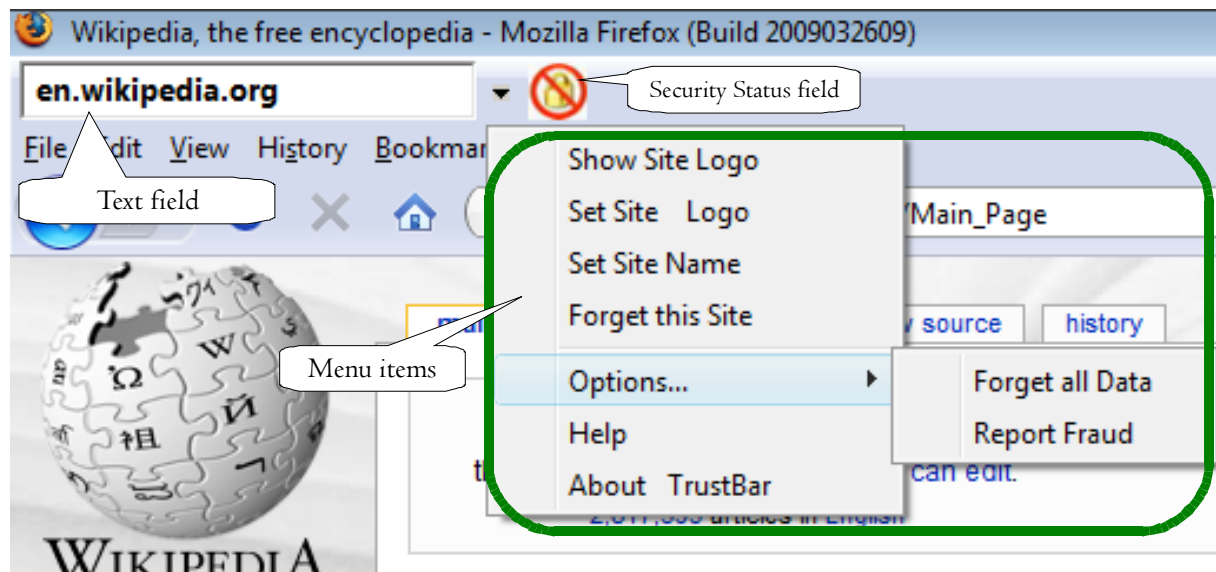 Wikipedia, the free encyclopedia - Mozilla Firefox (Build 2009032609)
en.wikipedia.org
Security Status field
File Edit View History Bookmar
Text field
Show Site Logo
Set Site Logo
/Main_Page
Set Site Name
Forget this Site
source
history
Menu items
Options...
Forget all Data
Help
Report Fraud
About TrustBar
can edit.
articles in English
WIKIPEDIA